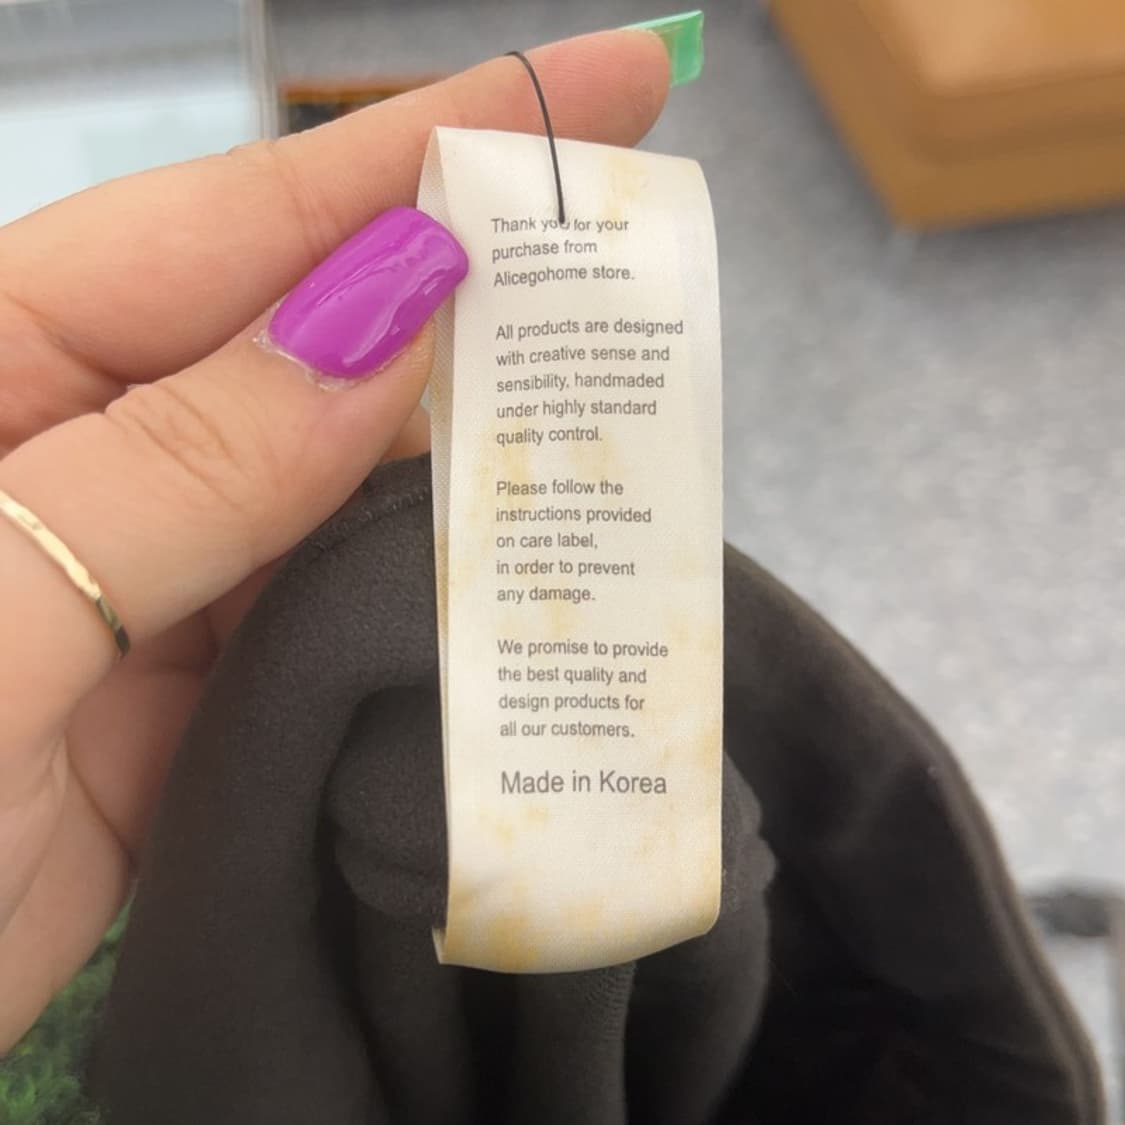 Thank you for your
purchase from
Alicegohome store.
All products are designed
with creative sense and
sensibility, handmaded
under highly standard
quality control.
Please follow the
instructions provided
on care label,
in order to prevent
any damage.
We promise to provide
the best quality and
design products for
all our customers.
Made in Korea